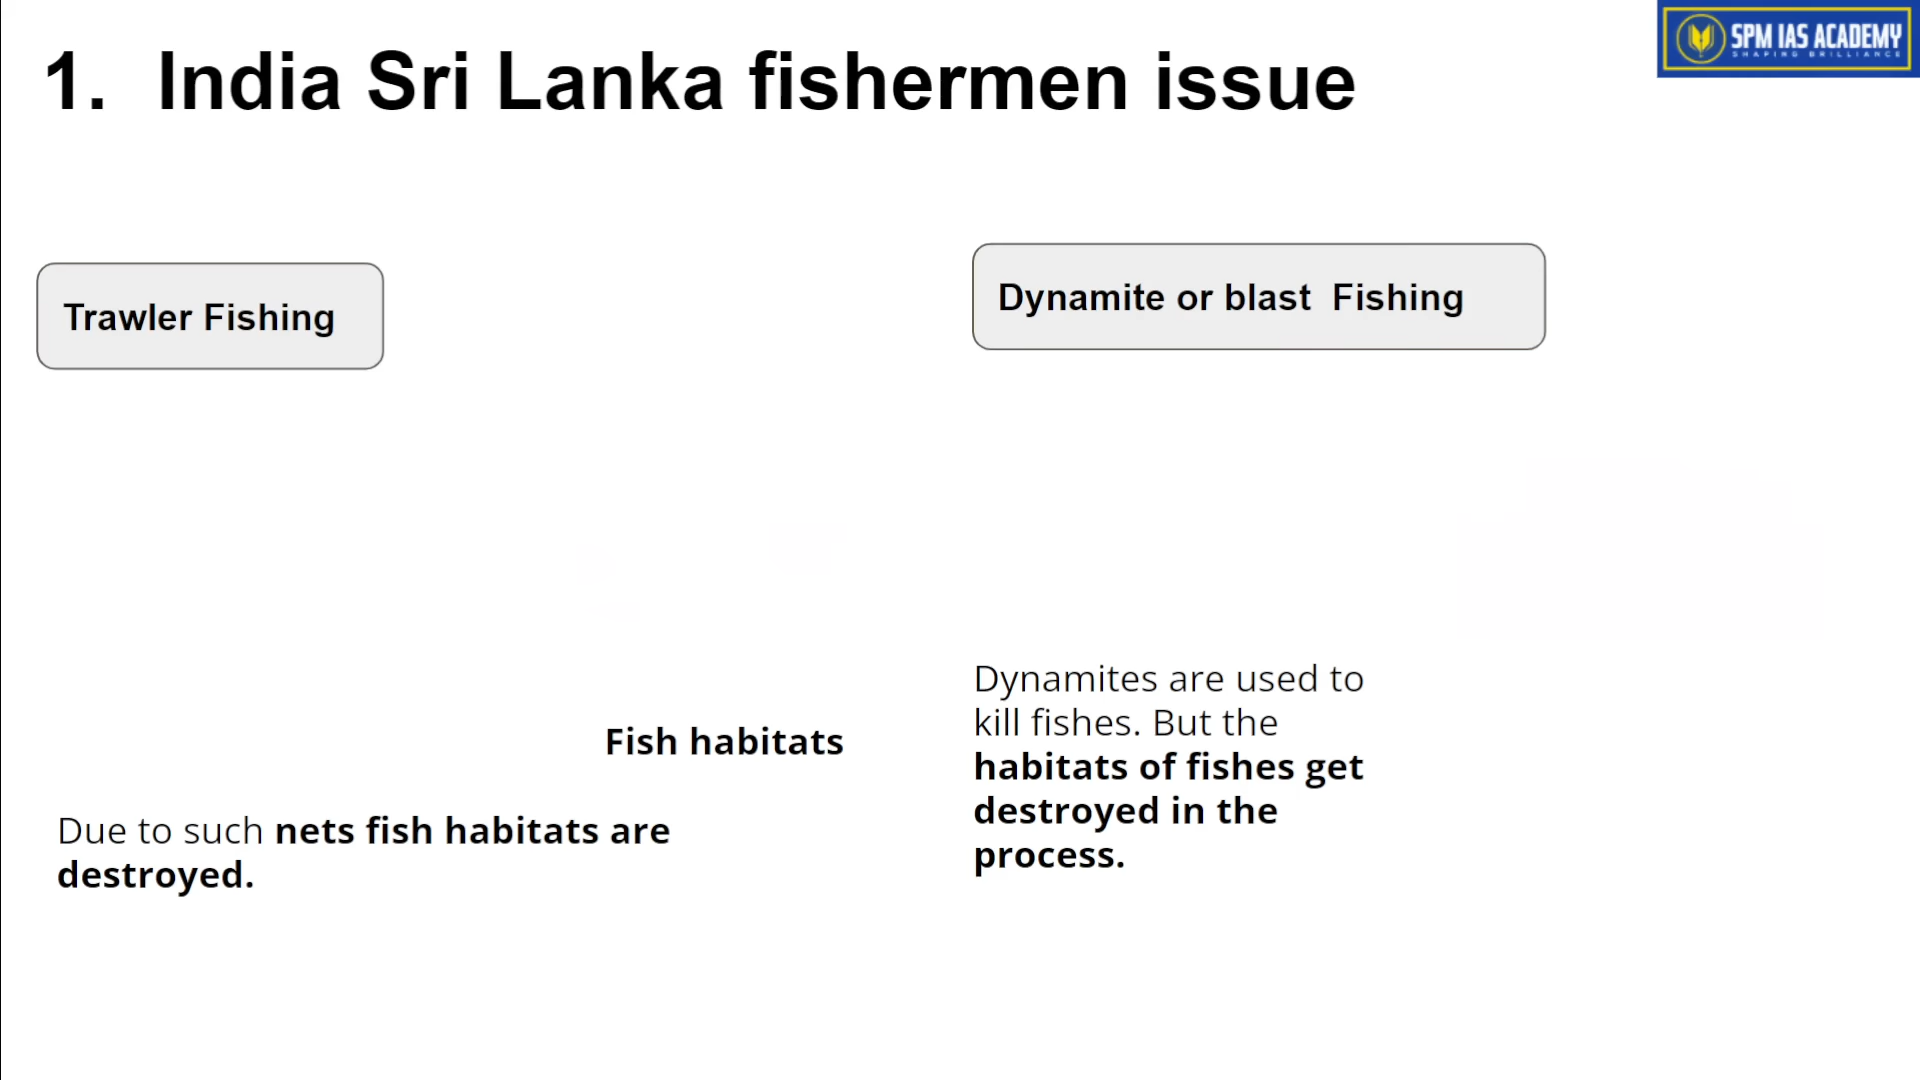 SPM IAS ACADEMY
SHAPING BRILLIANCE
1. India Sri Lanka fishermen issue
Trawler Fishing
Dynamite or blast Fishing
Fish habitats
Due to such nets fish habitats are
destroyed.
Dynamites are used to
kill fishes. But the
habitats of fishes get
destroyed in the
process.